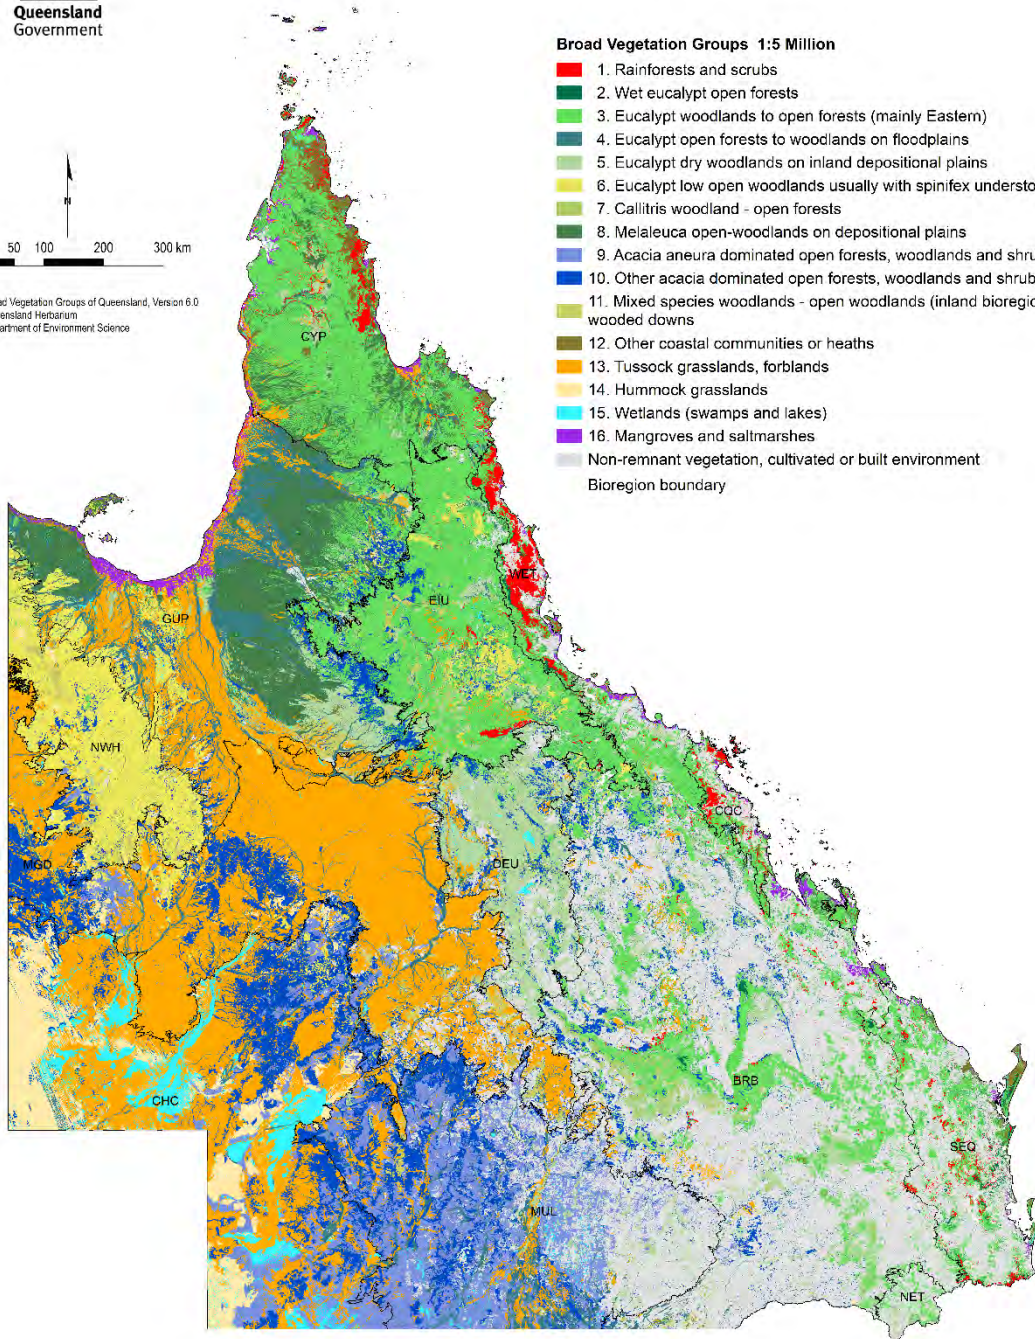 Queensland
Government
Broad Vegetation Groups 1:5 Million
1. Rainforests and scrubs
2. Wet eucalypt open forests
3. Eucalypt woodlands to open forests (mainly Eastern)
4. Eucalypt open forests to woodlands on floodplains
5. Eucalypt dry woodlands on inland depositional plains
6. Eucalypt low open woodlands usually with spinifex understo
7. Callitris woodland - open forests
8. Melaleuca open-woodlands on depositional plains
9. Acacia aneura dominated open forests, woodlands and shru
10. Other acacia dominated open forests, woodlands and shrub
11. Mixed species woodlands - open woodlands (inland bioregio
wooded downs
12. Other coastal communities or heaths
13. Tussock grasslands, forblands
14. Hummock grasslands
15. Wetlands (swamps and lakes)
16. Mangroves and saltmarshes
Non-remnant vegetation, cultivated or built environment
Bioregion boundary
N
50 100 200 300 km
ad Vegetation Groups of Queensland, Version 6.0
eensland Herbarium
artment of Environment Science
CYP
WET
EIU
GUP
NWH
CQC
MGD
DEU
BRB
CHC
SEQ
MUL
NET